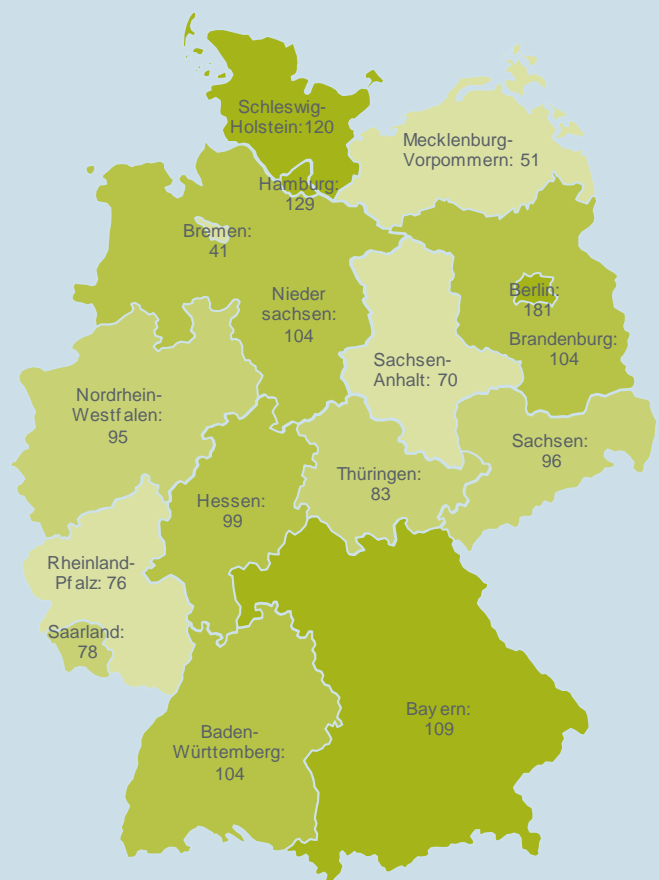 Schleswig-
Holstein:120
Mecklenburg-
Vorpommern: 51
Hamburg:
129
Bremen:
41
Nieder
sachsen:
104
Berlin:
181
Brandenburg:
104
Sachsen-
Anhalt: 70
Nordrhein-
Westfalen:
95
Sachsen:
96
Thüringen:
83
Hessen:
99
Rheinland-
Pfalz: 76
Saarland:
78
Bayern:
109
Baden-
Württemberg:
104